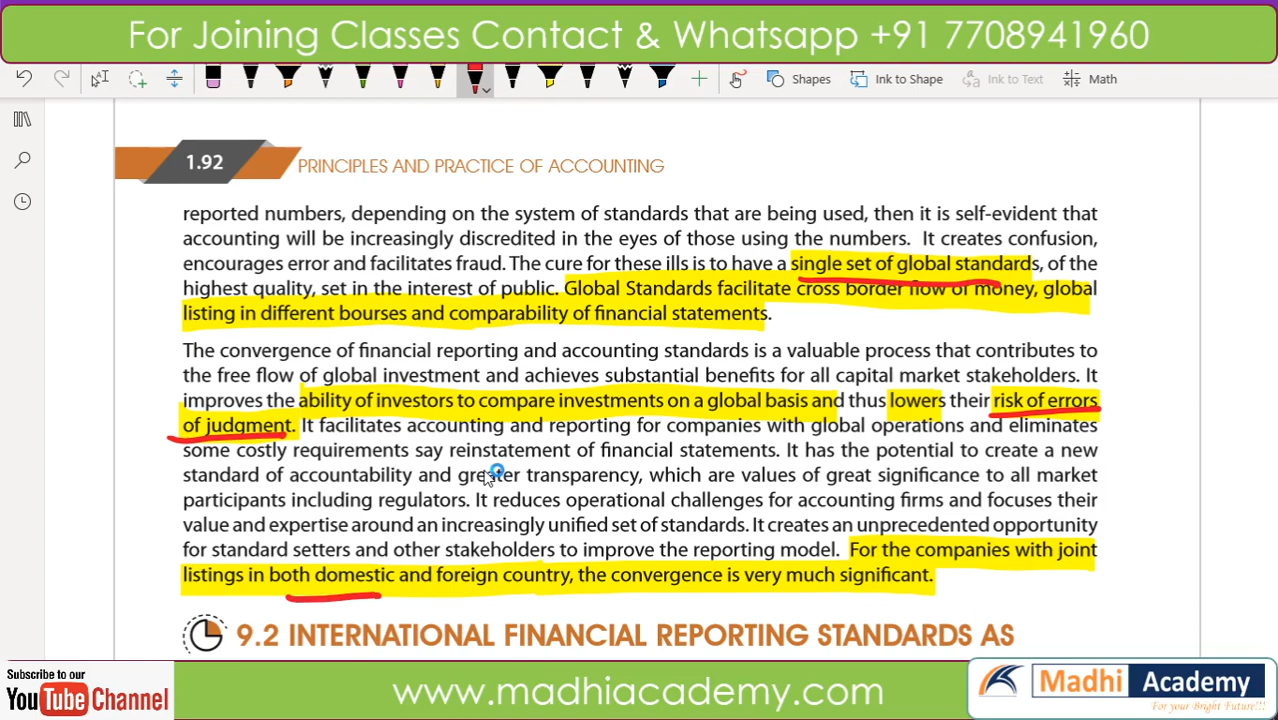 For Joining Classes Contact & Whatsapp +91 7708941960
Shapes Ink to Shape Ink to Text Math
1.92 PRINCIPLES AND PRACTICE OF ACCOUNTING
reported numbers, depending on the system of standards that are being used, then it is self-evident that
accounting will be increasingly discredited in the eyes of those using the numbers. It creates confusion,
encourages error and facilitates fraud. The cure for these ills is to have a single set of global standards, of the
highest quality, set in the interest of public. Global Standards facilitate cross border flow of money, global
listing in different bourses and comparability of financial statements.
The convergence of financial reporting and accounting standards is a valuable process that contributes to
the free flow of global investment and achieves substantial benefits for all capital market stakeholders. It
improves the ability of investors to compare investments on a global basis and thus lowers their risk of errors
of judgment. It facilitates accounting and reporting for companies with global operations and eliminates
some costly requirements say reinstatement of financial statements. It has the potential to create a new
standard of accountability and greater transparency, which are values of great significance to all market
participants including regulators. It reduces operational challenges for accounting firms and focuses their
value and expertise around an increasingly unified set of standards. It creates an unprecedented opportunity
for standard setters and other stakeholders to improve the reporting model. For the companies with joint
listings in both domestic and foreign country, the convergence is very much significant.
9.2 INTERNATIONAL FINANCIAL REPORTING STANDARDS AS
Subscribe to our
YouTube Channel
www.madhiacademy.com
Madhi Academy
For your Bright Future!!!